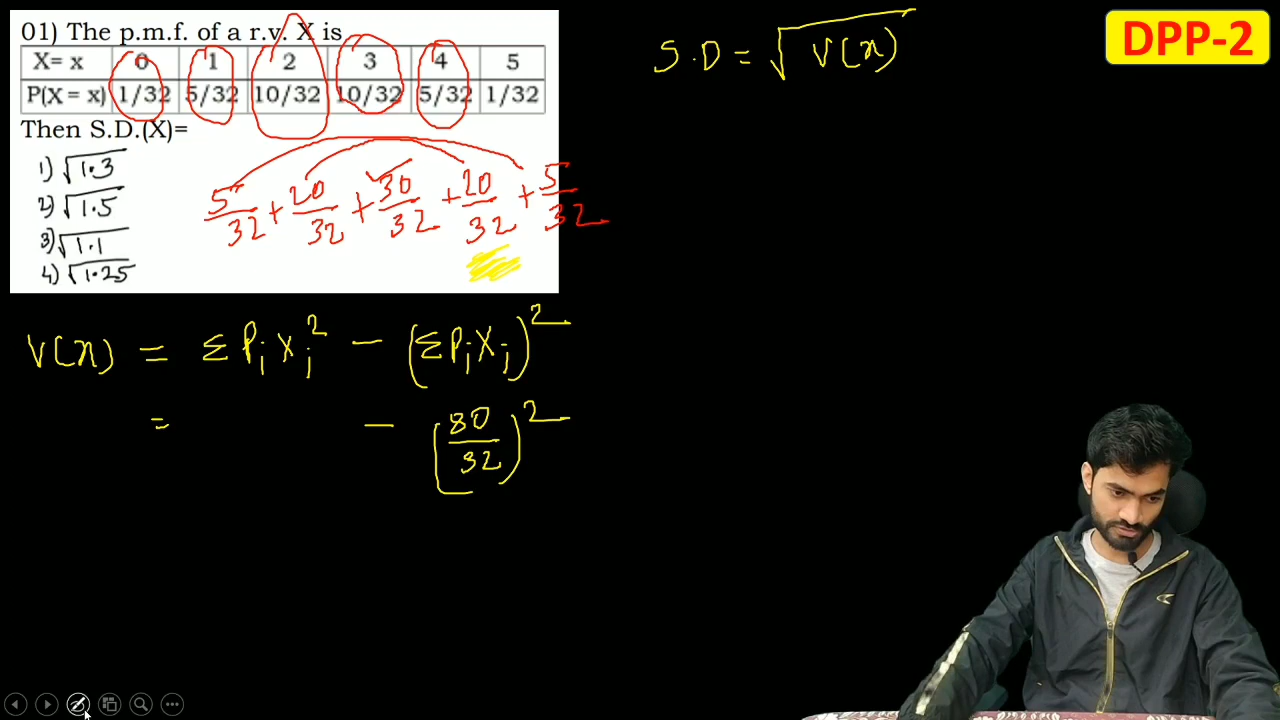 01) The p.m.f. of a r.v. X is
X= x 0 1 2 3 4 5
P(X = x) 1/32 5/32 10/32 10/32 5/32 1/32
Then S.D.(X)=
1) √1.3
2) √1.5
3) √1.1
4) √1.25
5/32 + 20/32 + 30/32 + 20/32 + 5/32
S.D = √V(x)
DPP-2
V(x) = Σ Pi Xi² − (Σ Pi Xi)²
= − (80/32)²